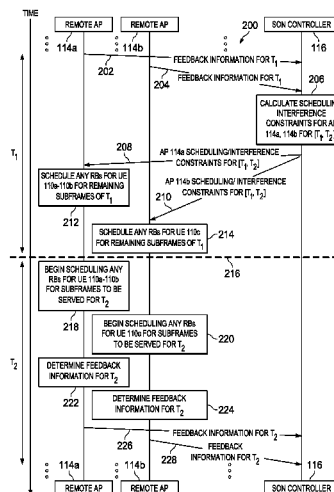 TIME
REMOTE AP
REMOTE AP
200
SON CONTROLLER
114a
114b
116
FEEDBACK INFORMATION FOR T1
202
FEEDBACK INFORMATION FOR T1
204
206
CALCULATE SCHEDULING/
INTERFERENCE
CONSTRAINTS FOR AP
114a, 114b FOR [T1, T2]
T1
208
AP 114a SCHEDULING/INTERFERENCE
CONSTRAINTS FOR [T1, T2]
SCHEDULE ANY RBs FOR UE
110a-110b FOR REMAINING
SUBFRAMES OF T1
AP 114b SCHEDULING/ INTERFERENCE
CONSTRAINTS FOR [T1, T2]
210
212
SCHEDULE ANY RBs FOR UE 110c FOR
REMAINING SUBFRAMES OF T1
214
216
BEGIN SCHEDULING ANY
RBs FOR UE 110a-110b
FOR SUBFRAMES TO BE
SERVED FOR T2
218
BEGIN SCHEDULING ANY RBs
FOR UE 110c FOR SUBFRAMES
TO BE SERVED FOR T2
220
T2
DETERMINE FEEDBACK
INFORMATION FOR T2
222
DETERMINE FEEDBACK
INFORMATION FOR T2
224
FEEDBACK INFORMATION FOR T2
226
FEEDBACK
INFORMATION FOR T2
228
114a
114b
116
REMOTE AP
REMOTE AP
SON CONTROLLER